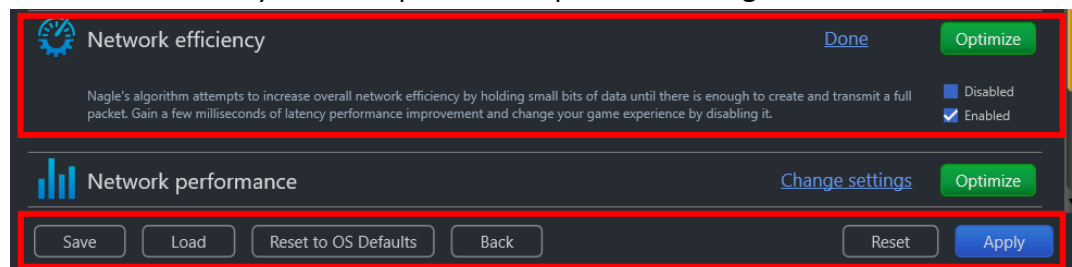 Network efficiency
Done
Optimize
Nagle's algorithm attempts to increase overall network efficiency by holding small bits of data until there is enough to create and transmit a full
packet. Gain a few milliseconds of latency performance improvement and change your game experience by disabling it.
Disabled
Enabled
Network performance
Change settings
Optimize
Save
Load
Reset to OS Defaults
Back
Reset
Apply